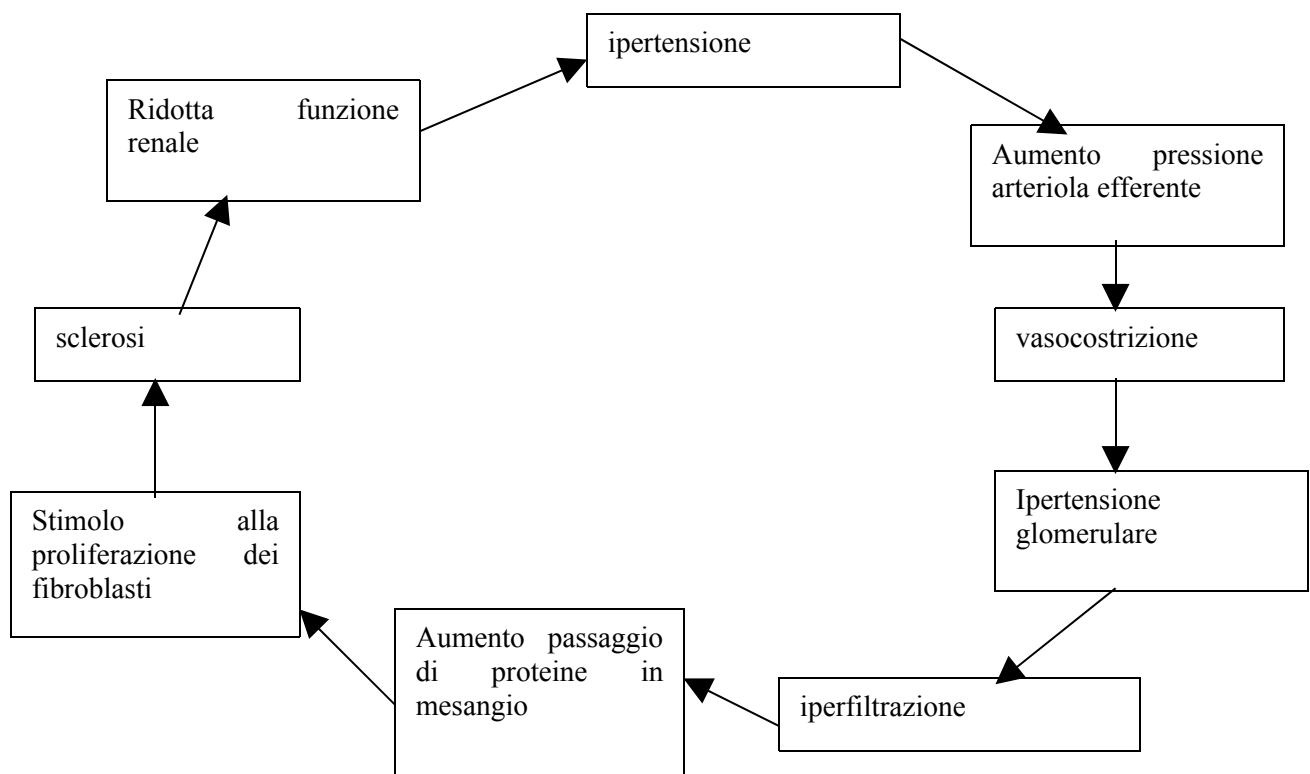 ipertensione
Ridotta funzione
renale
Aumento pressione
arteriola efferente
sclerosi
vasocostrizione
Ipertensione
glomerulare
Stimolo alla
proliferazione dei
fibroblasti
Aumento passaggio
di proteine in
mesangio
iperfiltrazione